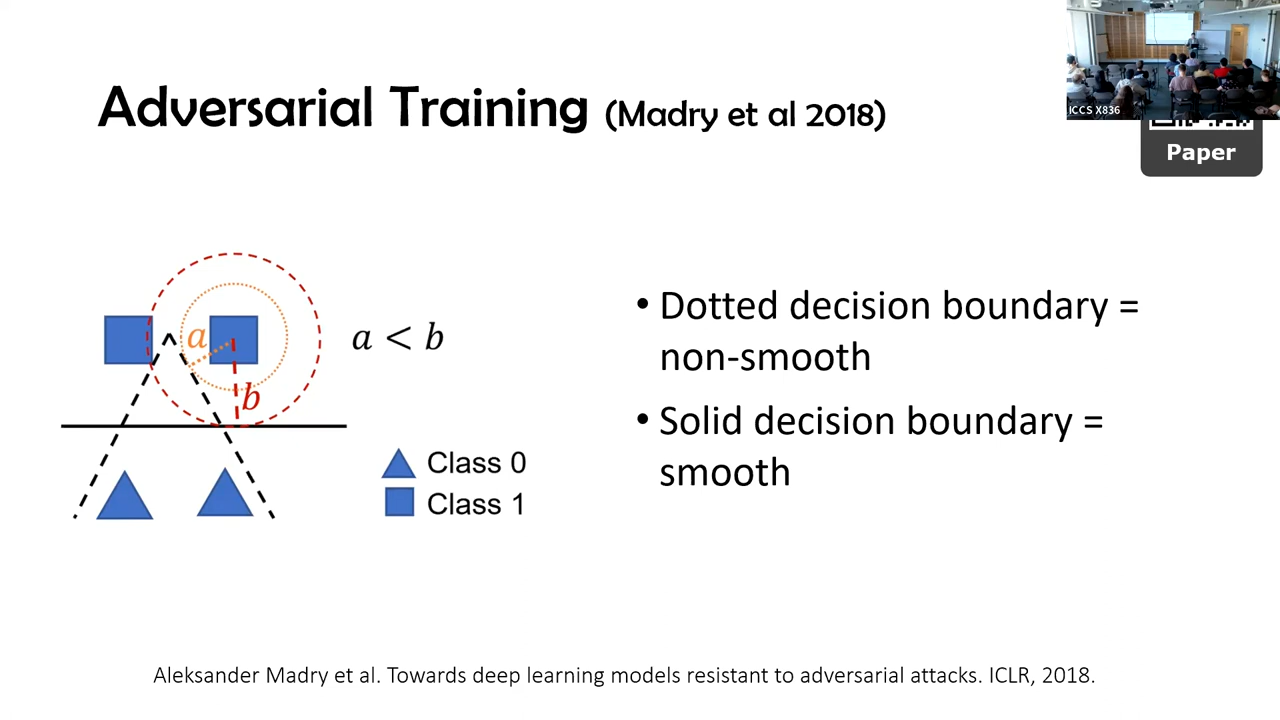 ICCS X836
Paper
Adversarial Training (Madry et al 2018)
a
a < b
b
Class 0
Class 1
• Dotted decision boundary =
non-smooth
• Solid decision boundary =
smooth
Aleksander Madry et al. Towards deep learning models resistant to adversarial attacks. ICLR, 2018.